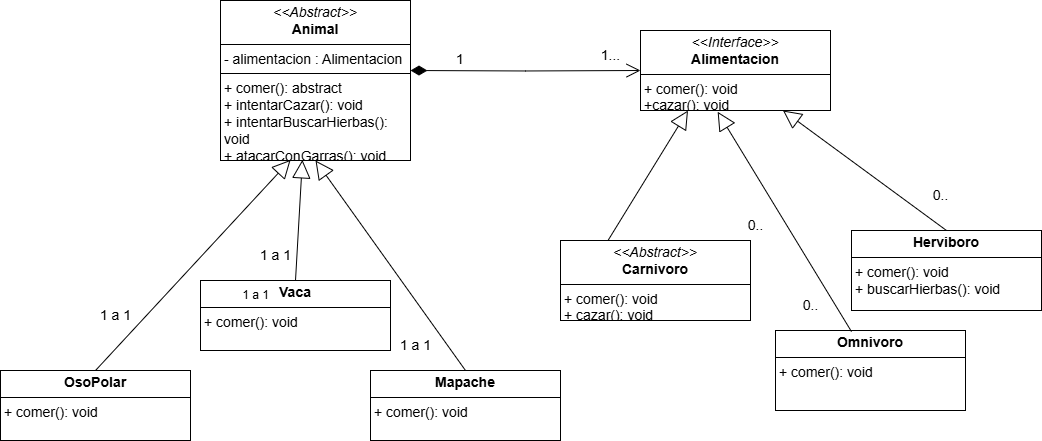 <<Abstract>>
Animal
- alimentacion : Alimentacion
+ comer(): abstract
+ intentarCazar(): void
+ intentarBuscarHierbas():
void
+ atacarConGarras(): void
1
1...
<<Interface>>
Alimentacion
+ comer(): void
+cazar(): void
0..
0..
0..
<<Abstract>>
Carnivoro
+ comer(): void
+ cazar(): void
Herviboro
+ comer(): void
+ buscarHierbas(): void
Omnivoro
+ comer(): void
1 a 1
1 a 1
Vaca
+ comer(): void
1 a 1
1 a 1
OsoPolar
+ comer(): void
Mapache
+ comer(): void